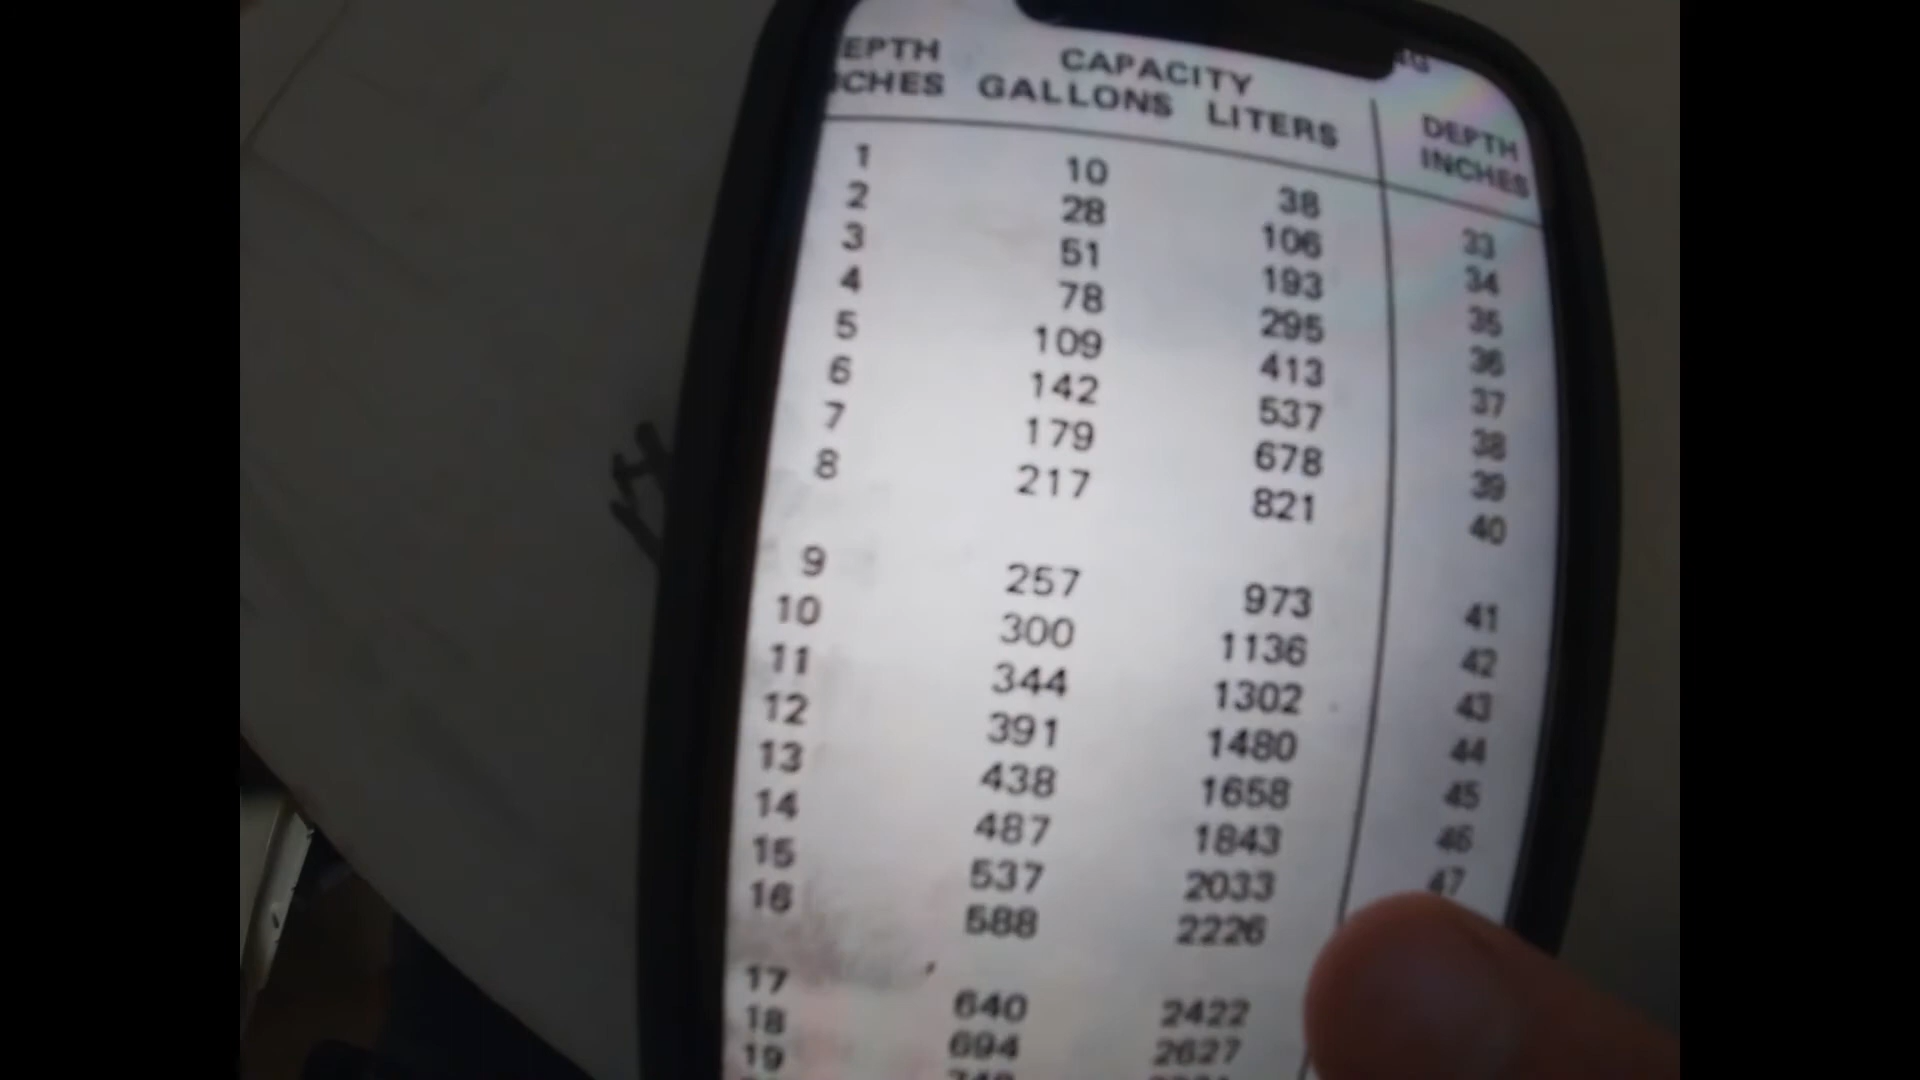 EPTH CAPACITY DEPTH
CHES GALLONS LITERS INCHES
1 10 38 33
2 28 106 34
3 51 193 35
4 78 295 36
5 109 413 37
6 142 537 38
7 179 678 39
8 217 821 40
9 257 973 41
10 300 1136 42
11 344 1302 43
12 391 1480 44
13 438 1658 45
14 487 1843 46
15 537 2033 47
16 588 2226
17 640 2422
18 694 2627
19